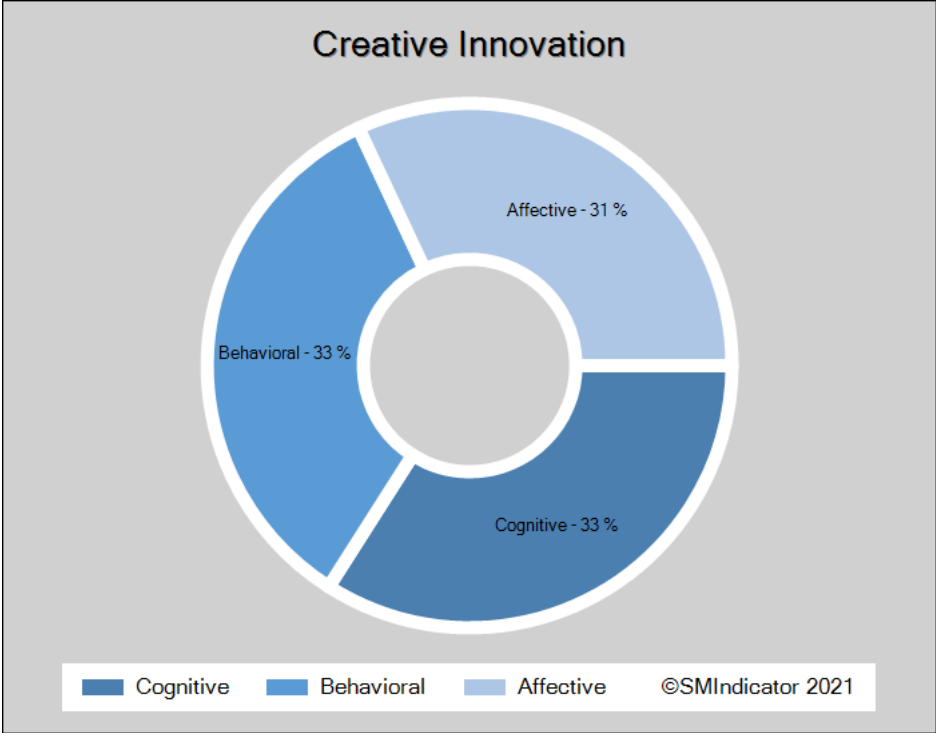 Creative Innovation
Affective - 31 %
Behavioral - 33 %
Cognitive - 33 %
Cognitive Behavioral Affective ©SMIndicator 2021